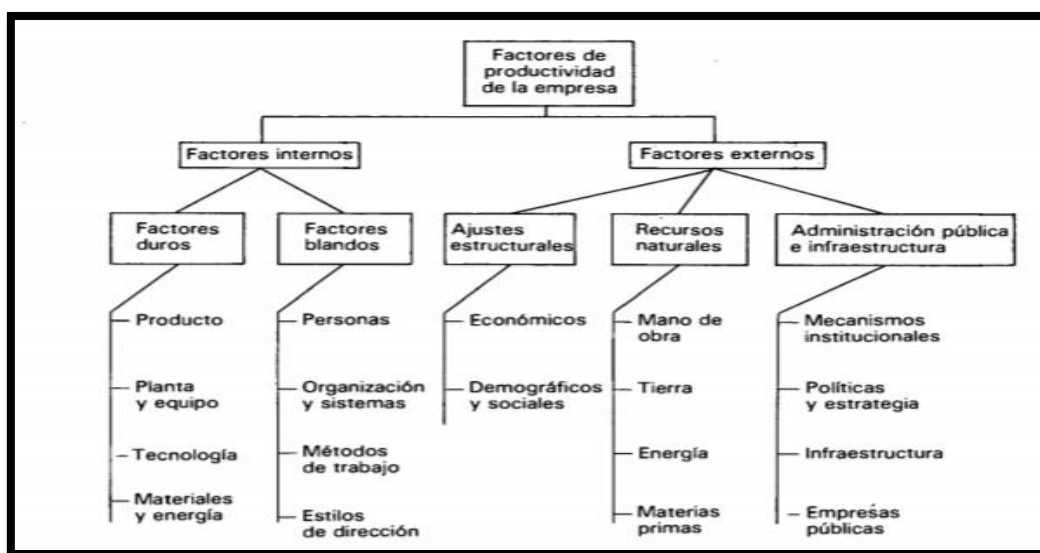 Factores de
productividad
de la empresa
Factores internos
Factores externos
Factores
duros
Factores
blandos
Ajustes
estructurales
Recursos
naturales
Administración pública
e infraestructura
Producto
Planta
y equipo
Tecnología
Materiales
y energía
Personas
Organización
y sistemas
Métodos
de trabajo
Estilos
de dirección
Económicos
Demográficos
y sociales
Mano de
obra
Tierra
Energía
Materias
primas
Mecanismos
institucionales
Políticas
y estrategia
Infraestructura
Empresas
públicas